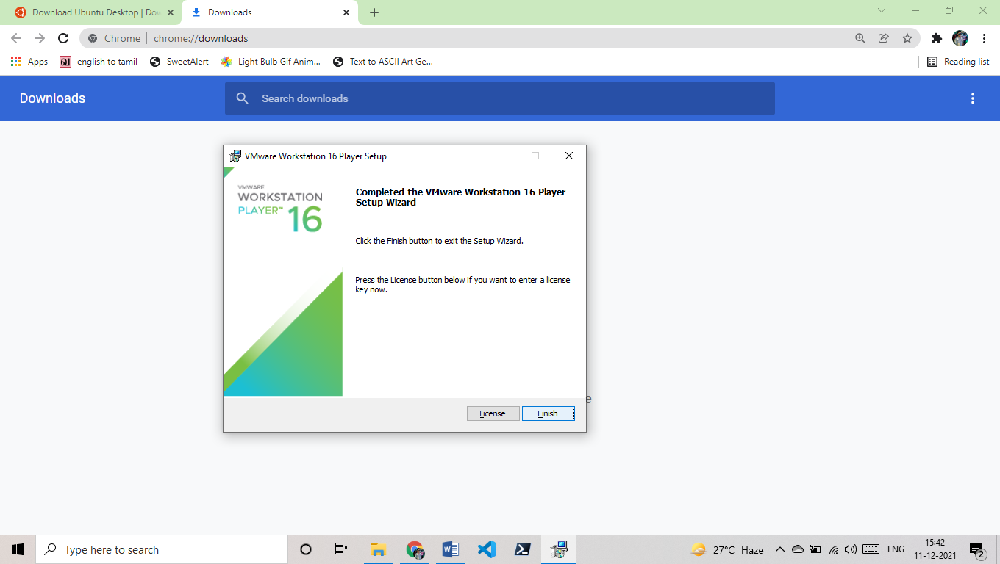 Download Ubuntu Desktop | Do
Downloads
Chrome
chrome://downloads
Apps
english to tamil
SweetAlert
Light Bulb Gif Anim...
Text to ASCII Art Ge...
Reading list
Downloads
Search downloads
VMware Workstation 16 Player Setup
VMWARE
WORKSTATION
PLAYER™ 16
Completed the VMware Workstation 16 Player
Setup Wizard
Click the Finish button to exit the Setup Wizard.
Press the License button below if you want to enter a license
key now.
e
License
Finish
Type here to search
27°C Haze
ENG
15:42
11-12-2021
2